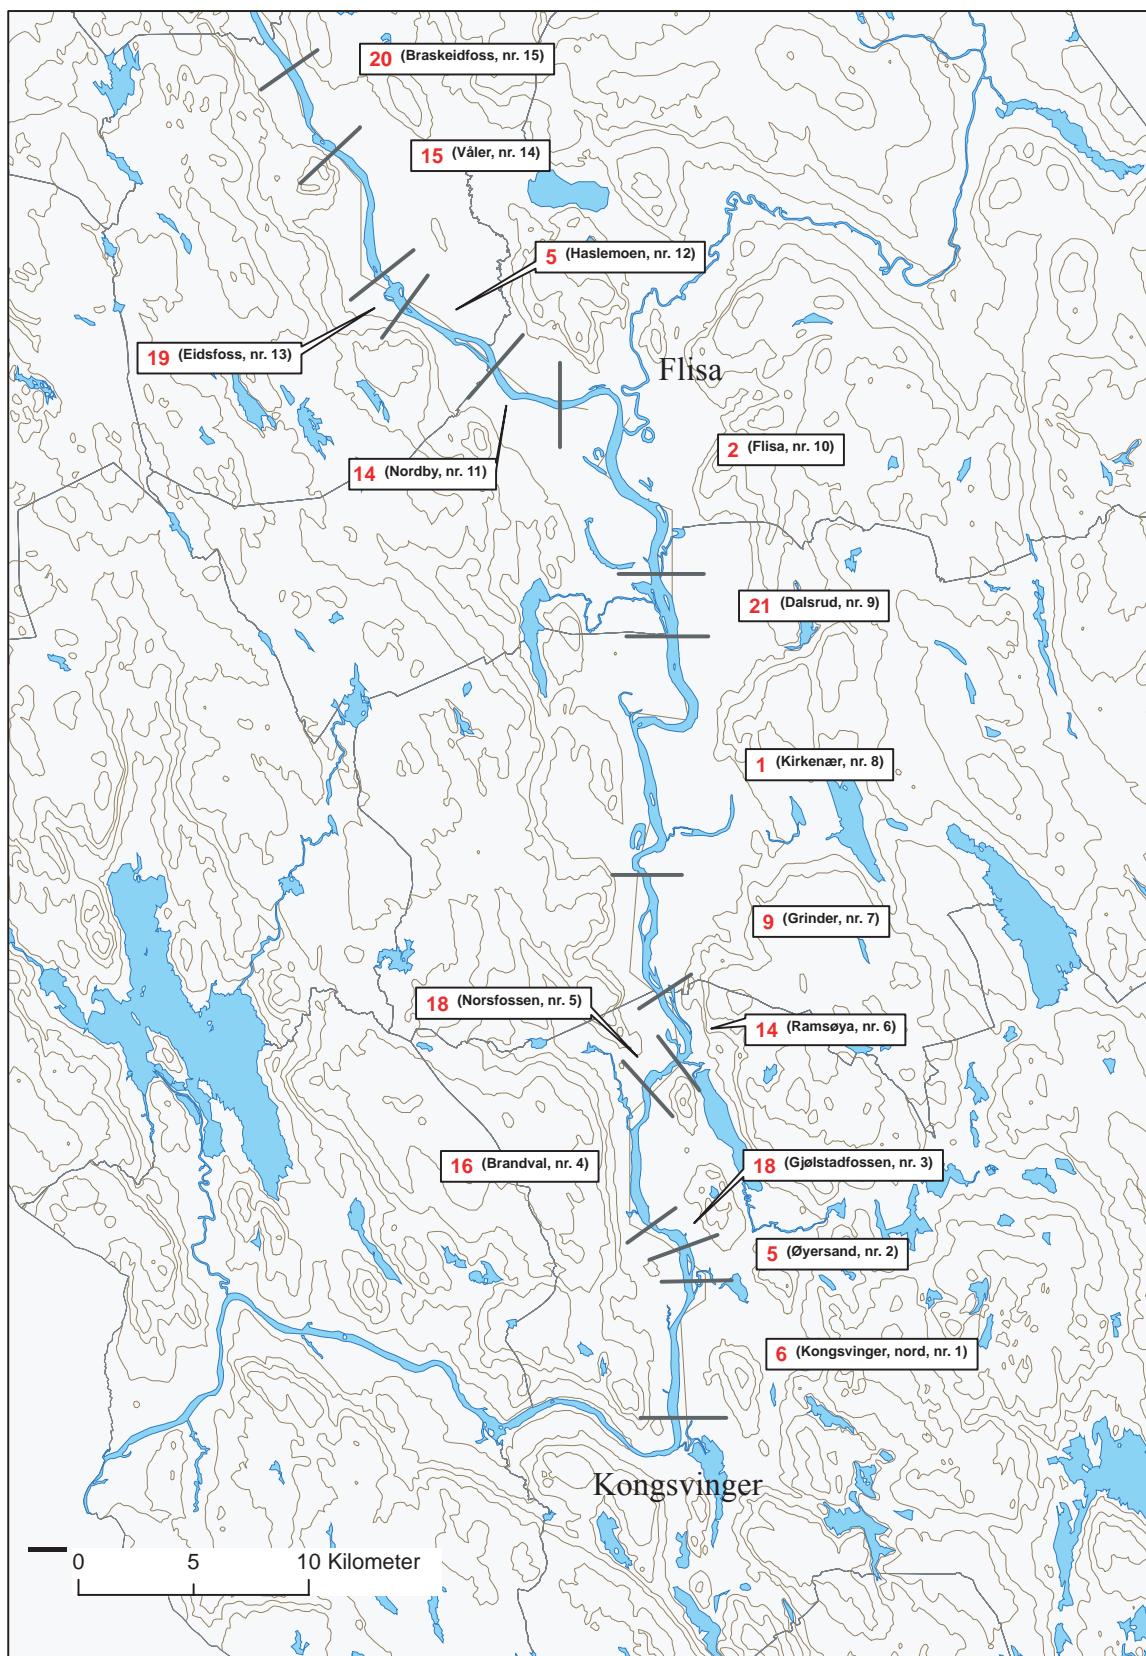 20 (Braskeidfoss, nr. 15)
15 (Våler, nr. 14)
5 (Haslemoen, nr. 12)
19 (Eidsfoss, nr. 13)
Flisa
2 (Flisa, nr. 10)
14 (Nordby, nr. 11)
21 (Dalsrud, nr. 9)
1 (Kirkenær, nr. 8)
9 (Grinder, nr. 7)
18 (Norsfossen, nr. 5)
14 (Ramsøya, nr. 6)
16 (Brandval, nr. 4)
18 (Gjølstadfossen, nr. 3)
5 (Øyersand, nr. 2)
6 (Kongsvinger, nord, nr. 1)
Kongsvinger
0 5 10 Kilometer